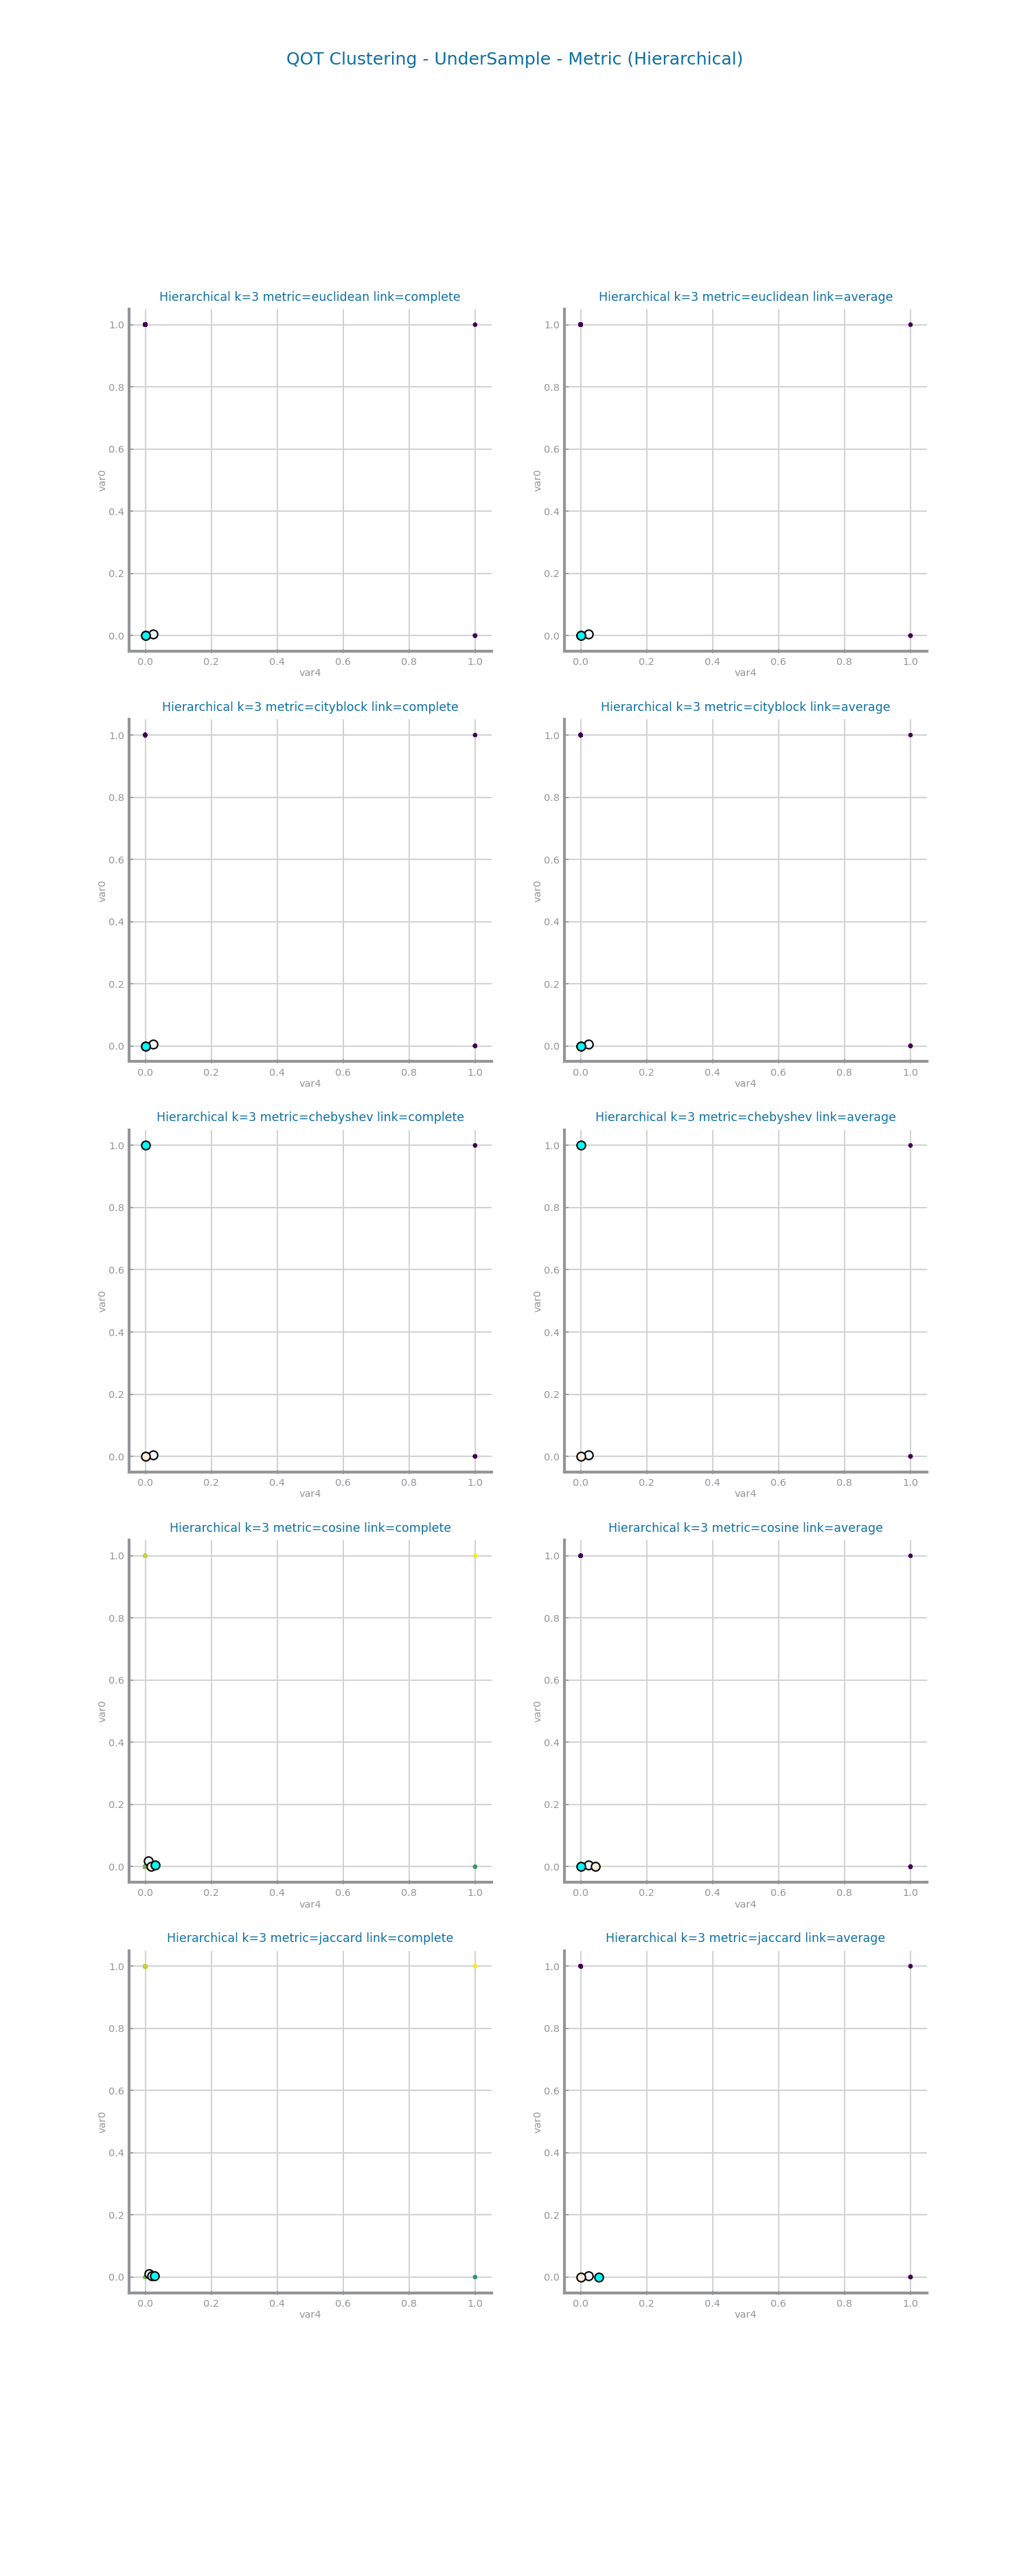 QOT Clustering - UnderSample - Metric (Hierarchical)
Hierarchical k=3 metric=euclidean link=complete
1.0
0.8
0.6
var0
0.4
0.2
0.0
0.0 0.2 0.4 0.6 0.8 1.0
var4
Hierarchical k=3 metric=euclidean link=average
1.0
0.8
0.6
var0
0.4
0.2
0.0
0.0 0.2 0.4 0.6 0.8 1.0
var4
Hierarchical k=3 metric=cityblock link=complete
1.0
0.8
0.6
var0
0.4
0.2
0.0
0.0 0.2 0.4 0.6 0.8 1.0
var4
Hierarchical k=3 metric=cityblock link=average
1.0
0.8
0.6
var0
0.4
0.2
0.0
0.0 0.2 0.4 0.6 0.8 1.0
var4
Hierarchical k=3 metric=chebyshev link=complete
1.0
0.8
0.6
var0
0.4
0.2
0.0
0.0 0.2 0.4 0.6 0.8 1.0
var4
Hierarchical k=3 metric=chebyshev link=average
1.0
0.8
0.6
var0
0.4
0.2
0.0
0.0 0.2 0.4 0.6 0.8 1.0
var4
Hierarchical k=3 metric=cosine link=complete
1.0
0.8
0.6
var0
0.4
0.2
0.0
0.0 0.2 0.4 0.6 0.8 1.0
var4
Hierarchical k=3 metric=cosine link=average
1.0
0.8
0.6
var0
0.4
0.2
0.0
0.0 0.2 0.4 0.6 0.8 1.0
var4
Hierarchical k=3 metric=jaccard link=complete
1.0
0.8
0.6
var0
0.4
0.2
0.0
0.0 0.2 0.4 0.6 0.8 1.0
var4
Hierarchical k=3 metric=jaccard link=average
1.0
0.8
0.6
var0
0.4
0.2
0.0
0.0 0.2 0.4 0.6 0.8 1.0
var4